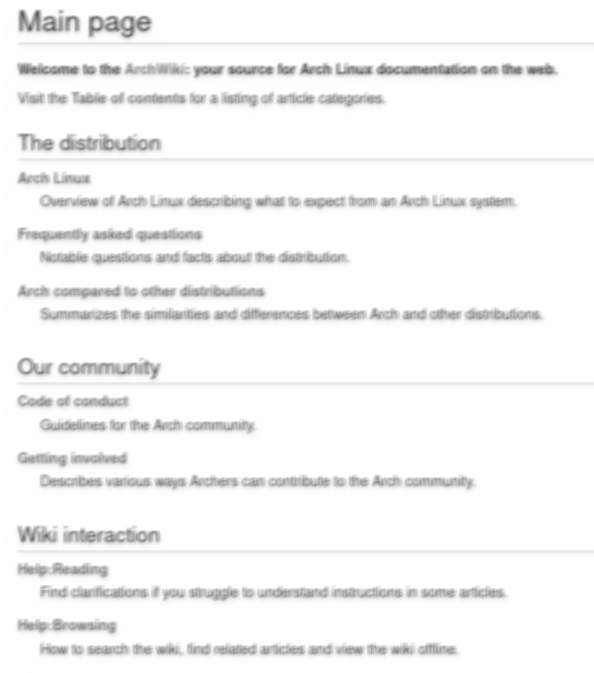 Main page
Welcome to the ArchWiki: your source for Arch Linux documentation on the web.
Visit the Table of contents for a listing of article categories.
The distribution
Arch Linux
Overview of Arch Linux describing what to expect from an Arch Linux system.
Frequently asked questions
Notable questions and facts about the distribution.
Arch compared to other distributions
Summarizes the similarities and differences between Arch and other distributions.
Our community
Code of conduct
Guidelines for the Arch community.
Getting involved
Describes various ways Archers can contribute to the Arch community.
Wiki interaction
Help:Reading
Find clarifications if you struggle to understand instructions in some articles.
Help:Browsing
How to search the wiki, find related articles and view the wiki offline.